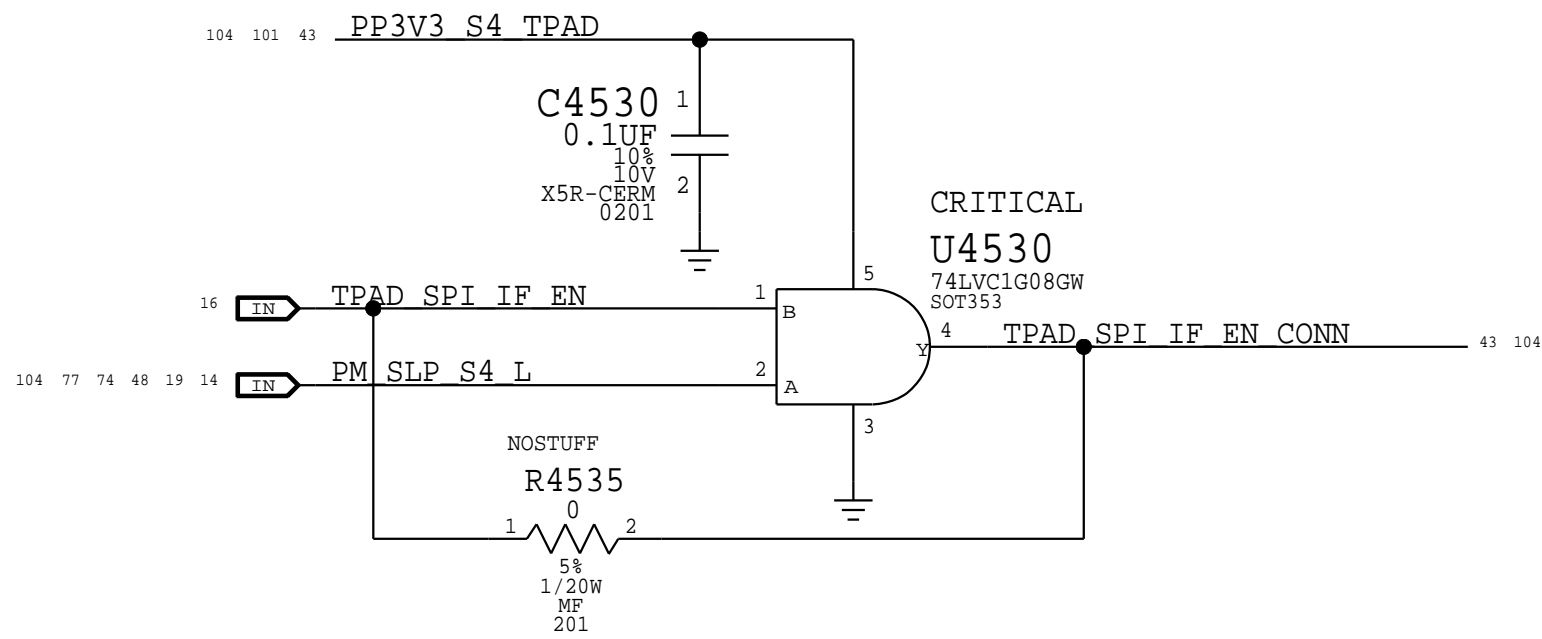 104 101 43 PP3V3_S4_TPAD
C4530
1
0.1UF
10%
10V
X5R-CERM
0201
2
CRITICAL
U4530
74LVC1G08GW
SOT353
5
16 IN TPAD_SPI_IF_EN 1
B
4 TPAD_SPI_IF_EN_CONN 43 104
Y
104 77 74 48 19 14 IN PM_SLP_S4_L 2
A
3
NOSTUFF
R4535
0
1 2
5%
1/20W
MF
201